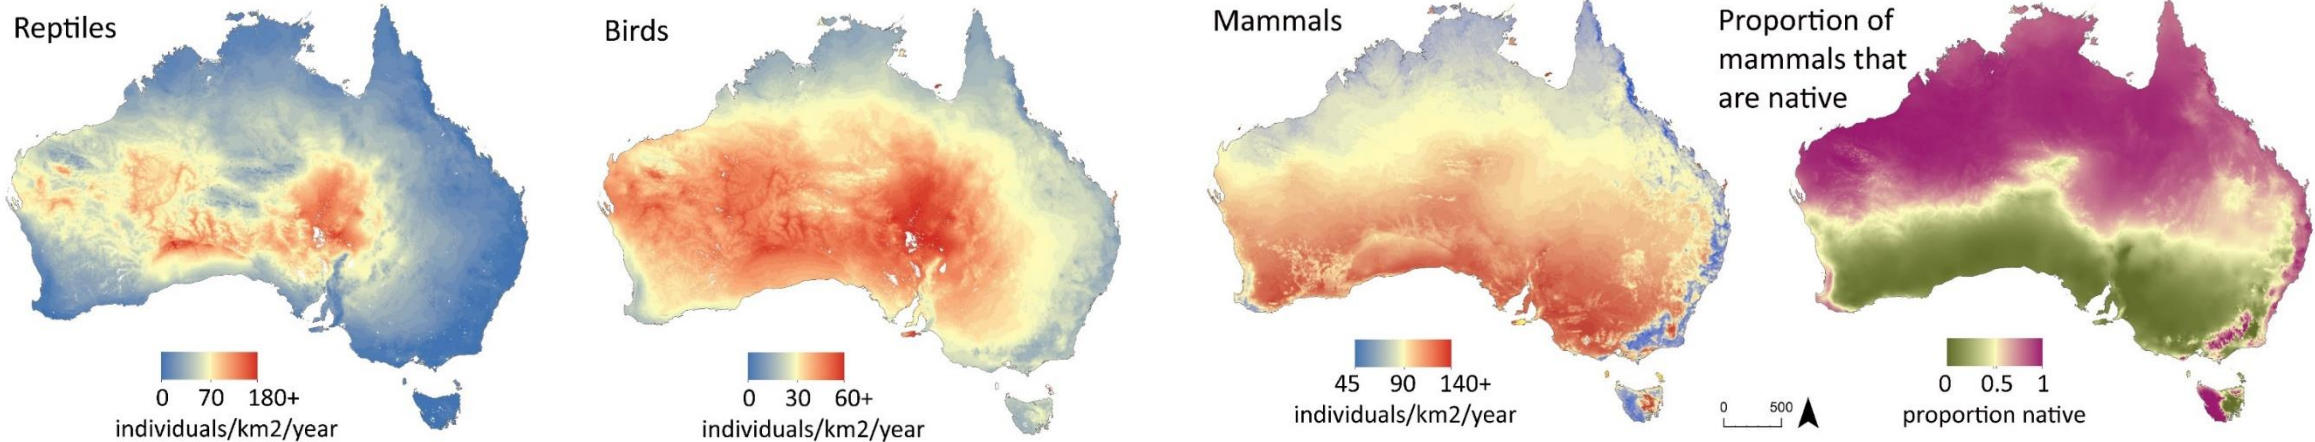 Reptiles
0 70 180+
individuals/km2/year
Birds
0 30 60+
individuals/km2/year
Mammals
45 90 140+
individuals/km2/year
Proportion of
mammals that
are native
0 500
0 0.5 1
proportion native